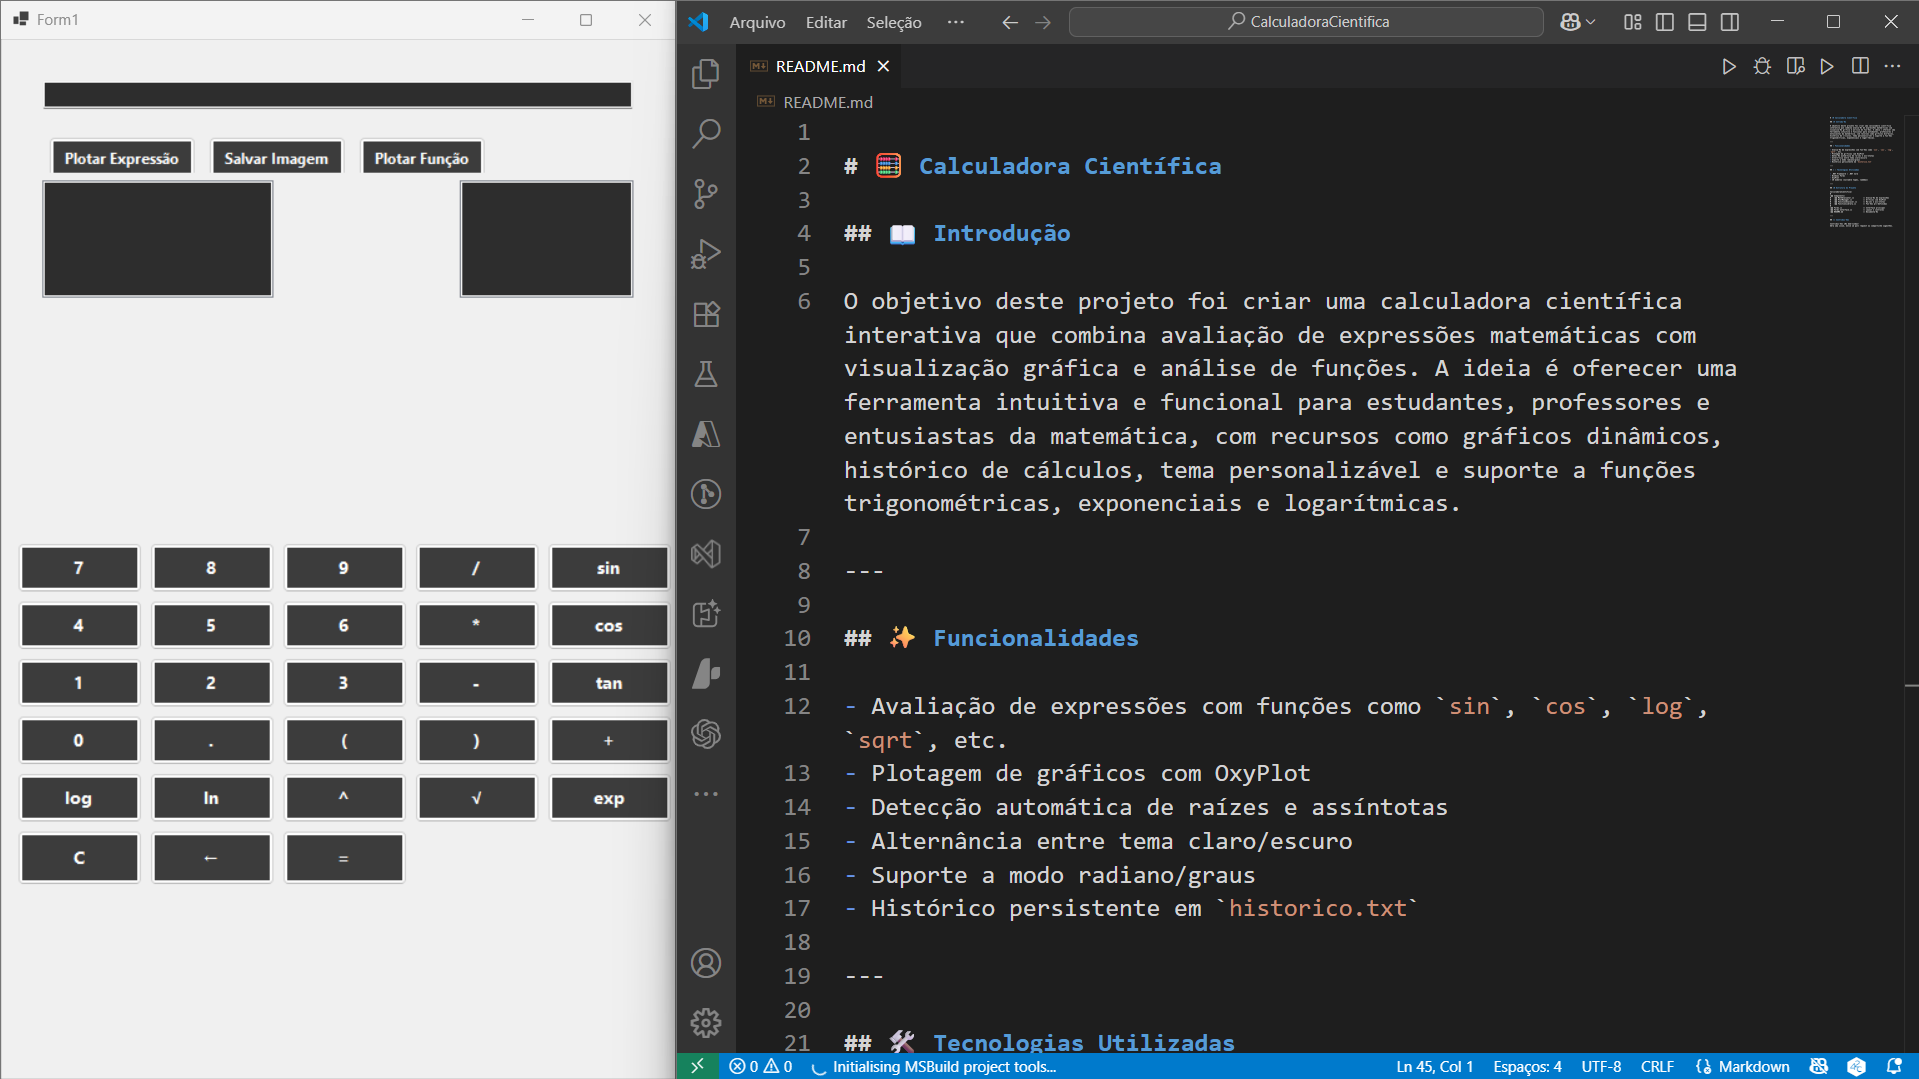 Form1
Plotar Expressão
Salvar Imagem
Plotar Função
7 8 9 / sin
4 5 6 * cos
1 2 3 - tan
0 . ( ) +
log ln ^ √ exp
C ← =
Arquivo Editar Seleção ··· CalculadoraCientifica
README.md
README.md
1
2 # 🧮 Calculadora Científica
3
4 ## 📖 Introdução
5
6 O objetivo deste projeto foi criar uma calculadora científica
interativa que combina avaliação de expressões matemáticas com
visualização gráfica e análise de funções. A ideia é oferecer uma
ferramenta intuitiva e funcional para estudantes, professores e
entusiastas da matemática, com recursos como gráficos dinâmicos,
histórico de cálculos, tema personalizável e suporte a funções
trigonométricas, exponenciais e logarítmicas.
7
8 ---
9
10 ## ✨ Funcionalidades
11
12 - Avaliação de expressões com funções como `sin`, `cos`, `log`,
`sqrt`, etc.
13 - Plotagem de gráficos com OxyPlot
14 - Detecção automática de raízes e assíntotas
15 - Alternância entre tema claro/escuro
16 - Suporte a modo radiano/graus
17 - Histórico persistente em `historico.txt`
18
19 ---
20
21 ## 🛠 Tecnologias Utilizadas
0 0 Initialising MSBuild project tools... Ln 45, Col 1 Espaços: 4 UTF-8 CRLF Markdown